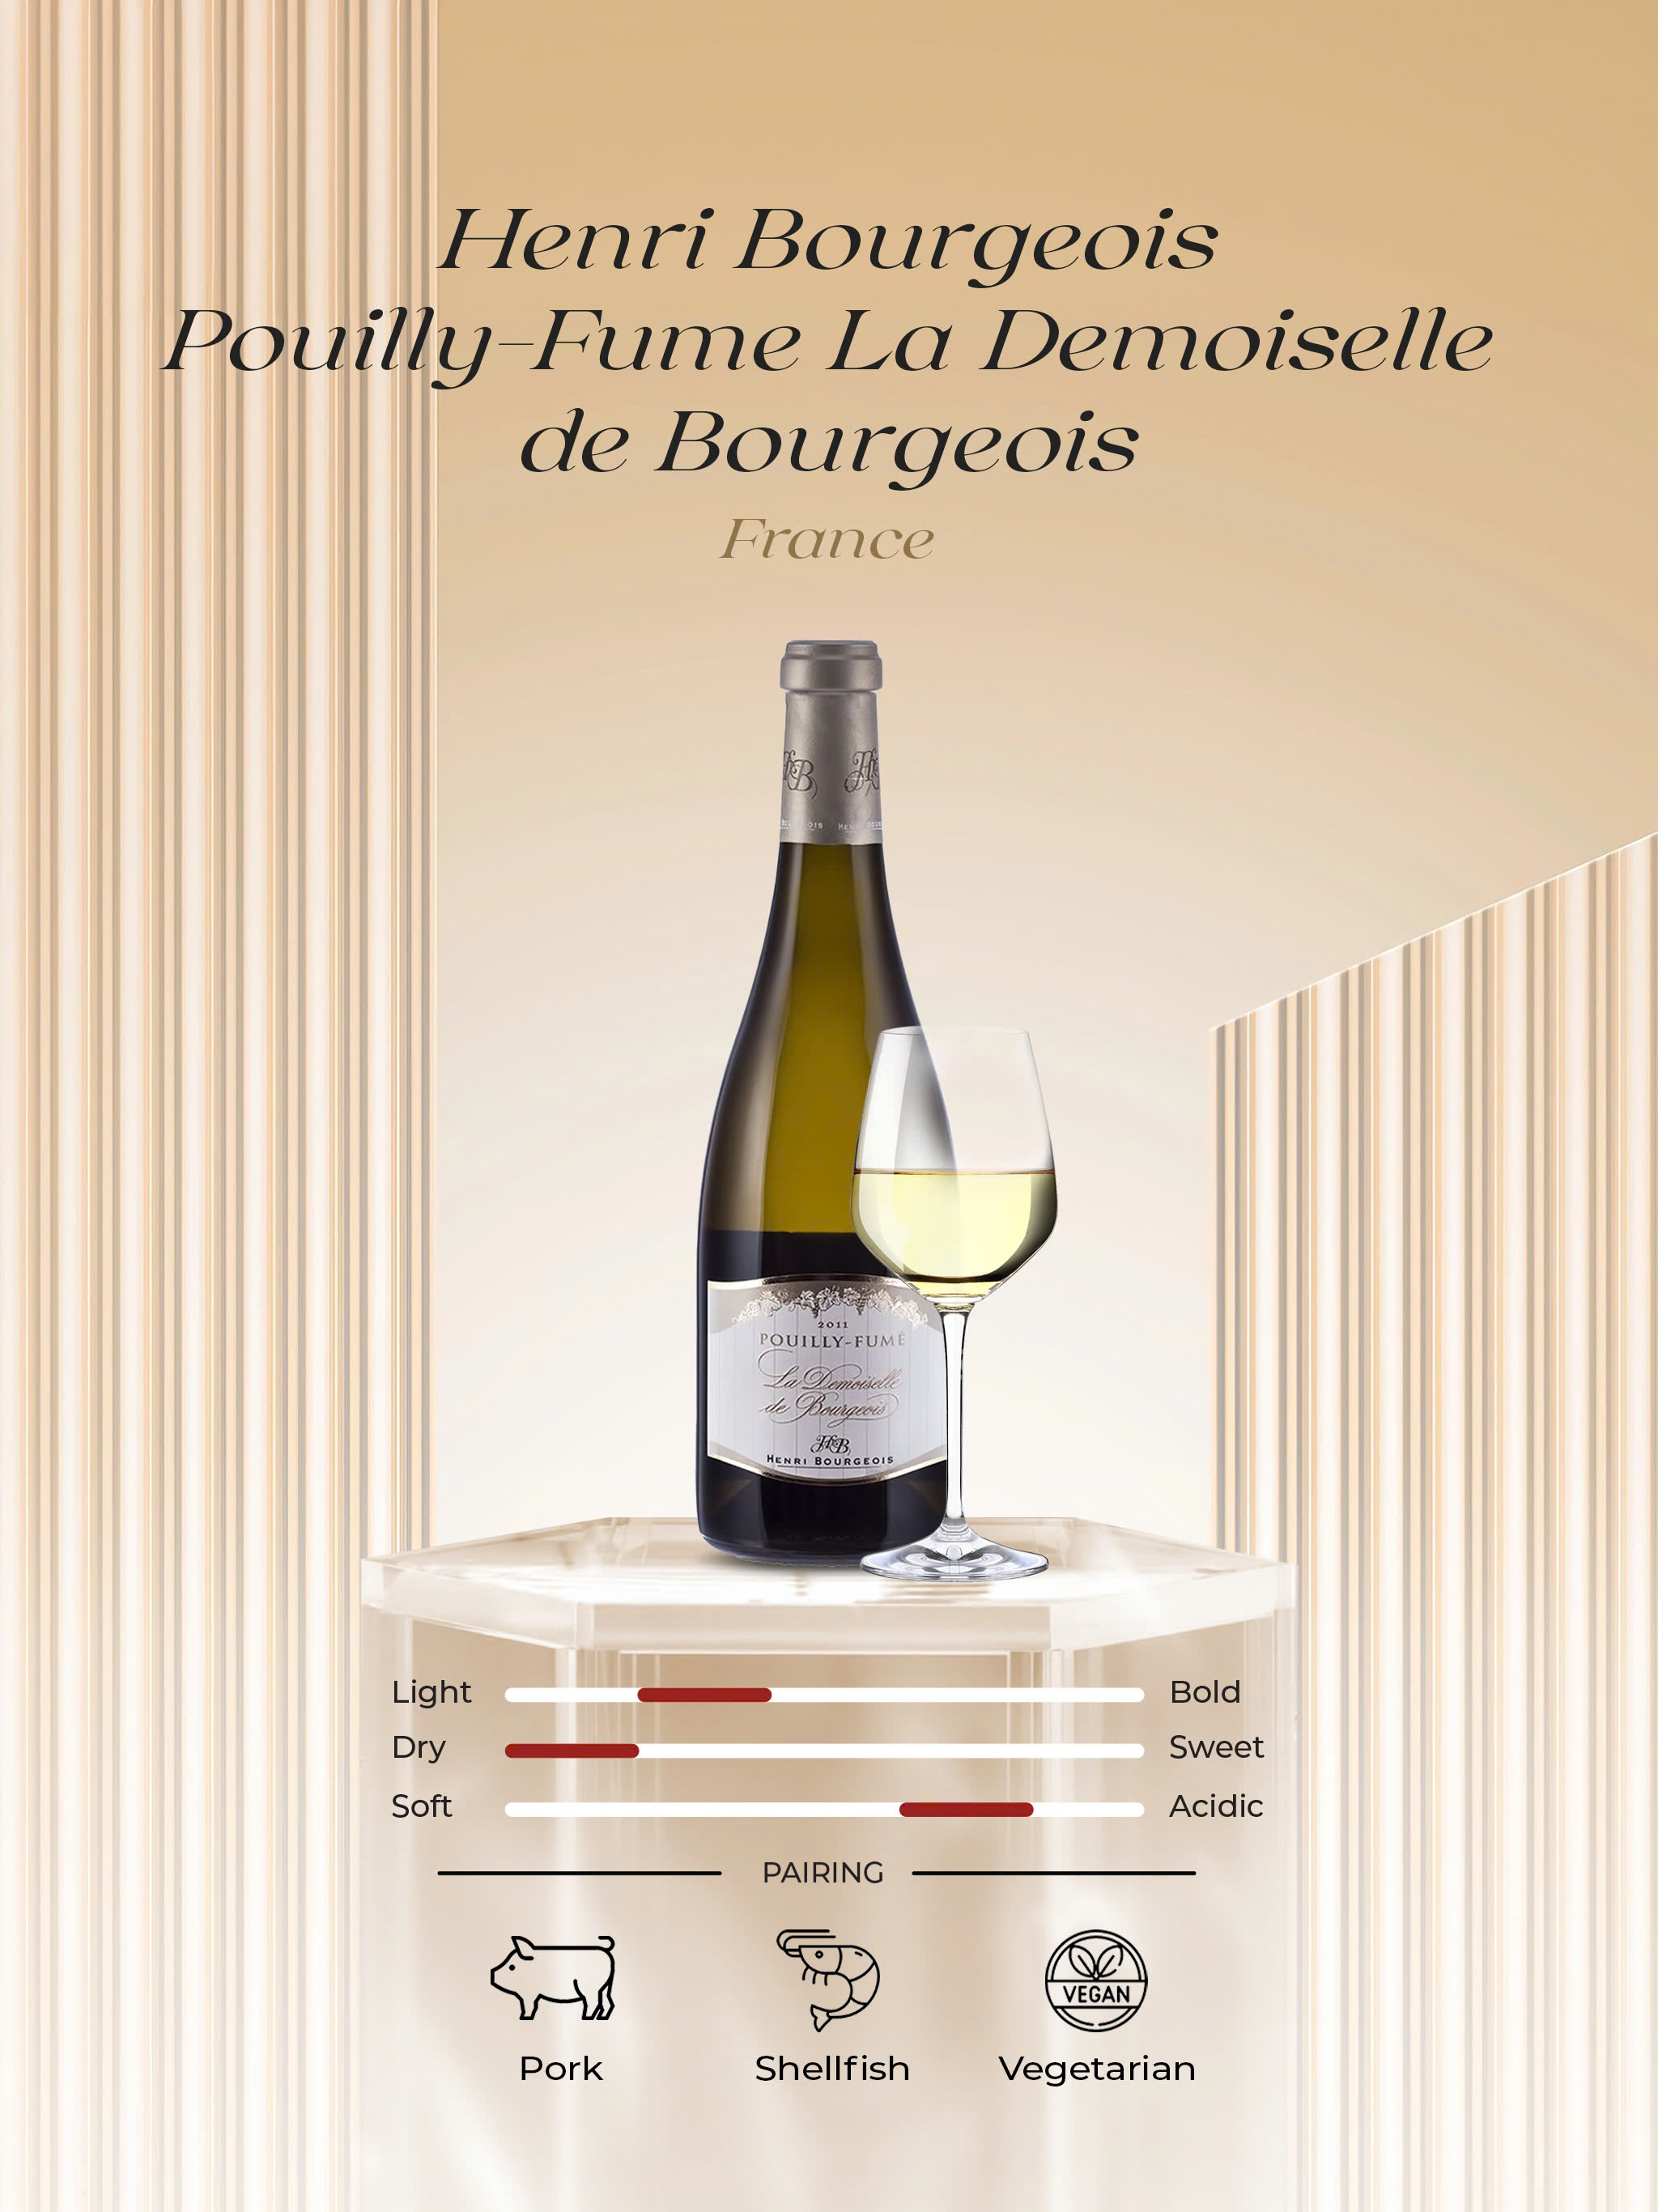 Henri Bourgeois
Pouilly-Fume La Demoiselle
de Bourgeois
France
HB
2011
POUILLY-FUMÉ
La Demoiselle
de Bourgeois
HB
HENRI BOURGEOIS
Light Bold
Dry Sweet
Soft Acidic
PAIRING
VEGAN
Pork Shellfish Vegetarian